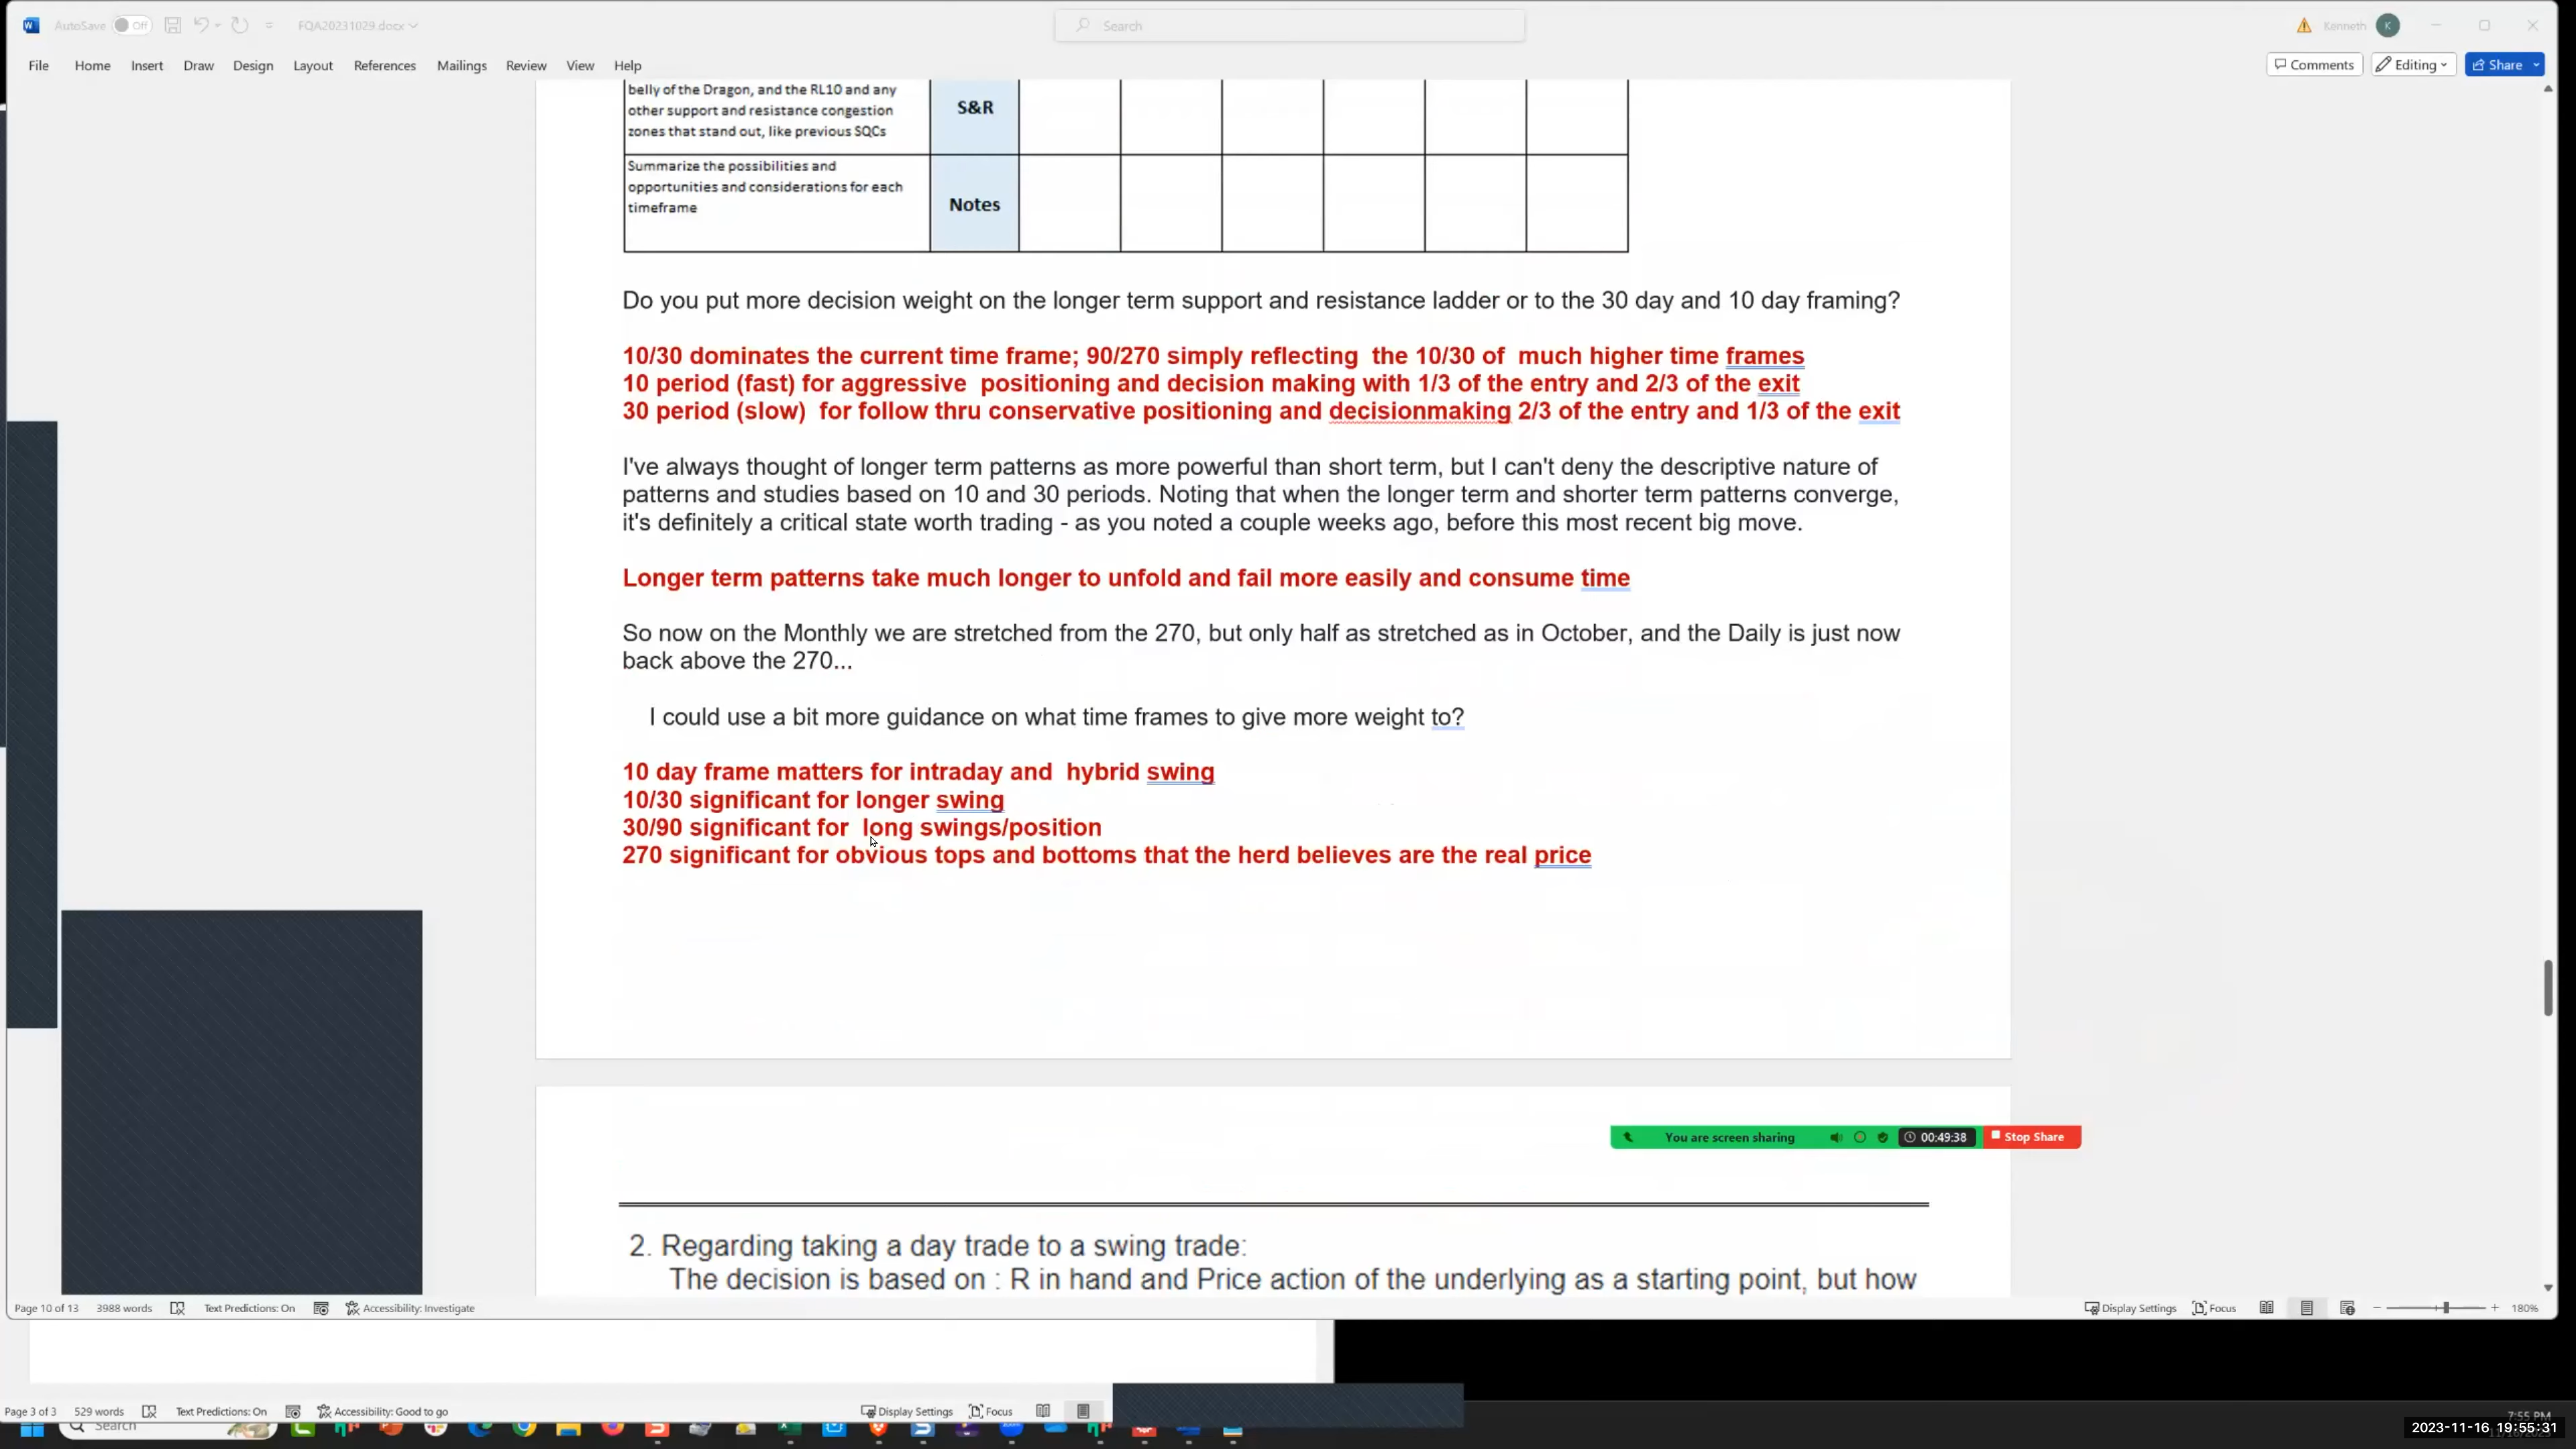 AutoSave Off FQA20231029.docx Search Kenneth K
File Home Insert Draw Design Layout References Mailings Review View Help Comments Editing Share
belly of the Dragon, and the RL10 and any
other support and resistance congestion
zones that stand out, like previous SQCs
S&R
Summarize the possibilities and
opportunities and considerations for each
timeframe
Notes
Do you put more decision weight on the longer term support and resistance ladder or to the 30 day and 10 day framing?
10/30 dominates the current time frame; 90/270 simply reflecting the 10/30 of much higher time frames
10 period (fast) for aggressive positioning and decision making with 1/3 of the entry and 2/3 of the exit
30 period (slow) for follow thru conservative positioning and decisionmaking 2/3 of the entry and 1/3 of the exit
I've always thought of longer term patterns as more powerful than short term, but I can't deny the descriptive nature of
patterns and studies based on 10 and 30 periods. Noting that when the longer term and shorter term patterns converge,
it's definitely a critical state worth trading - as you noted a couple weeks ago, before this most recent big move.
Longer term patterns take much longer to unfold and fail more easily and consume time
So now on the Monthly we are stretched from the 270, but only half as stretched as in October, and the Daily is just now
back above the 270...
I could use a bit more guidance on what time frames to give more weight to?
10 day frame matters for intraday and hybrid swing
10/30 significant for longer swing
30/90 significant for long swings/position
270 significant for obvious tops and bottoms that the herd believes are the real price
You are screen sharing 00:49:38 Stop Share
2. Regarding taking a day trade to a swing trade:
The decision is based on : R in hand and Price action of the underlying as a starting point, but how
Page 10 of 13 3988 words Text Predictions: On Accessibility: Investigate Display Settings Focus 180%
Page 3 of 3 529 words Text Predictions: On Accessibility: Good to go Display Settings Focus
Search
7:55 PM
2023-11-16 19:55:31